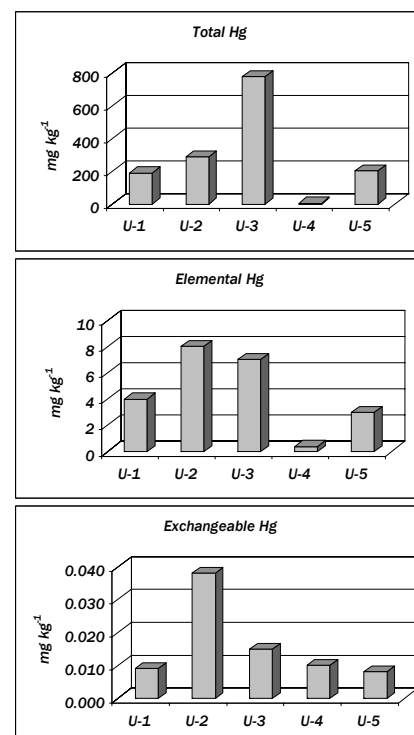 Total Hg
mg kg-1
800
600
400
200
0
U-1 U-2 U-3 U-4 U-5
Elemental Hg
mg kg-1
10
8
6
4
2
0
U-1 U-2 U-3 U-4 U-5
Exchangeable Hg
mg kg-1
0.040
0.030
0.020
0.010
0.000
U-1 U-2 U-3 U-4 U-5